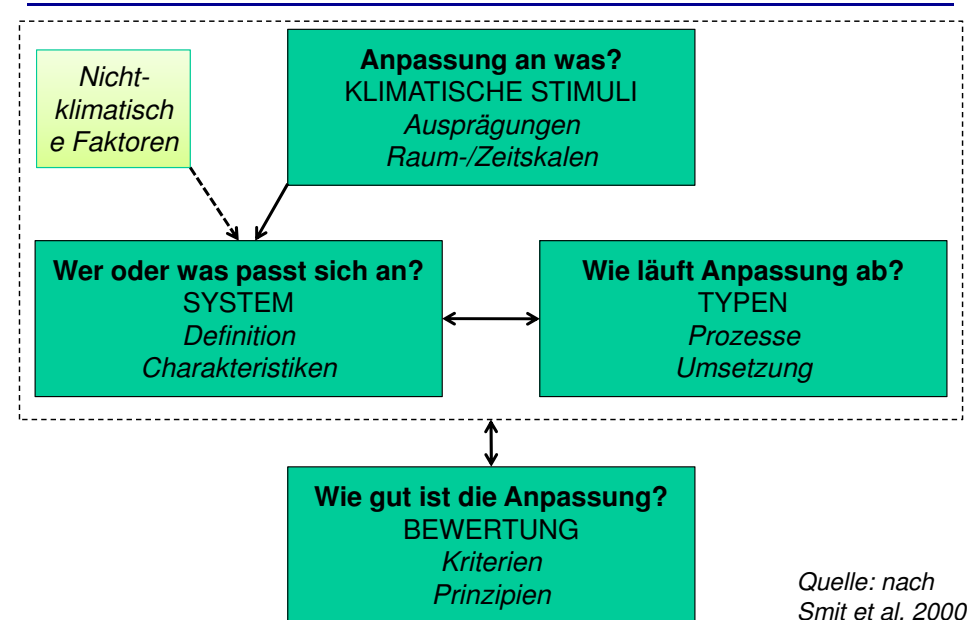 Nicht-
klimatisch
e Faktoren
Anpassung an was?
KLIMATISCHE STIMULI
Ausprägungen
Raum-/Zeitskalen
Wer oder was passt sich an?
SYSTEM
Definition
Charakteristiken
Wie läuft Anpassung ab?
TYPEN
Prozesse
Umsetzung
Wie gut ist die Anpassung?
BEWERTUNG
Kriterien
Prinzipien
Quelle: nach
Smit et al. 2000